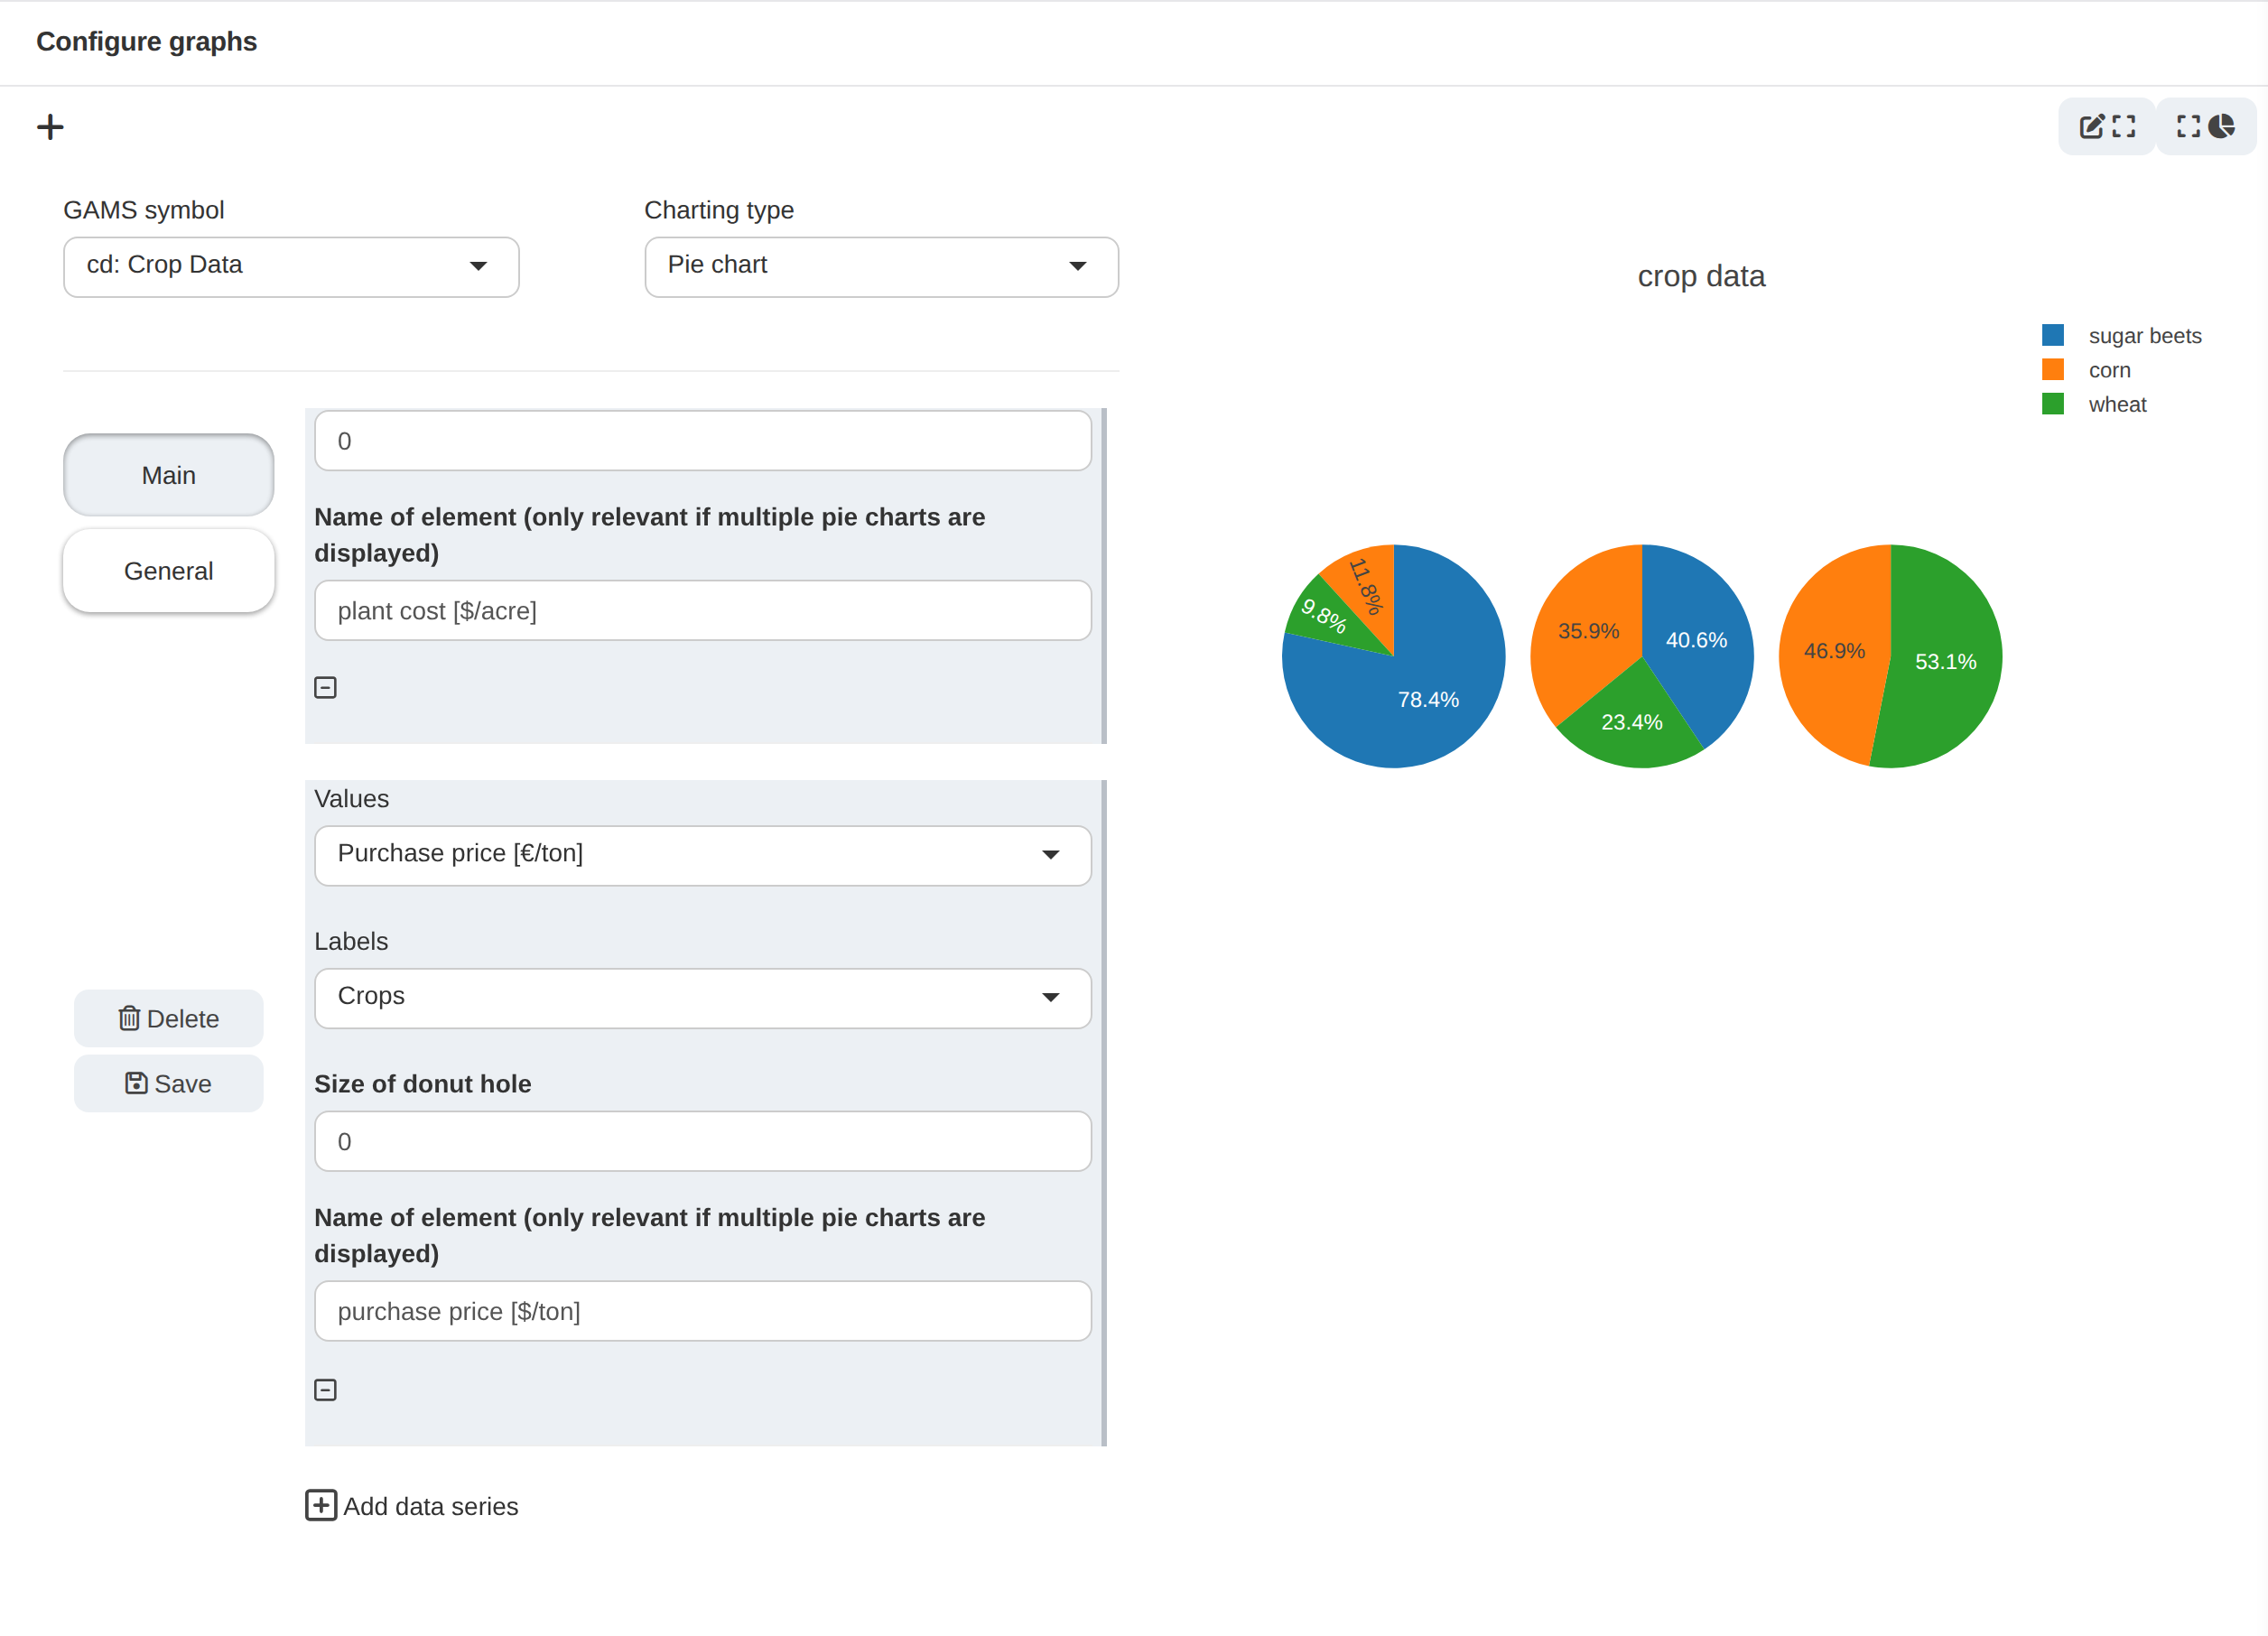 Configure graphs
GAMS symbol
Charting type
cd: Crop Data
Pie chart
Main
General
Delete
Save
0
Name of element (only relevant if multiple pie charts are
displayed)
plant cost [$/acre]
Values
Purchase price [€/ton]
Labels
Crops
Size of donut hole
0
Name of element (only relevant if multiple pie charts are
displayed)
purchase price [$/ton]
Add data series
crop data
sugar beets
corn
wheat
11.8%
9.8%
78.4%
35.9%
40.6%
23.4%
46.9%
53.1%